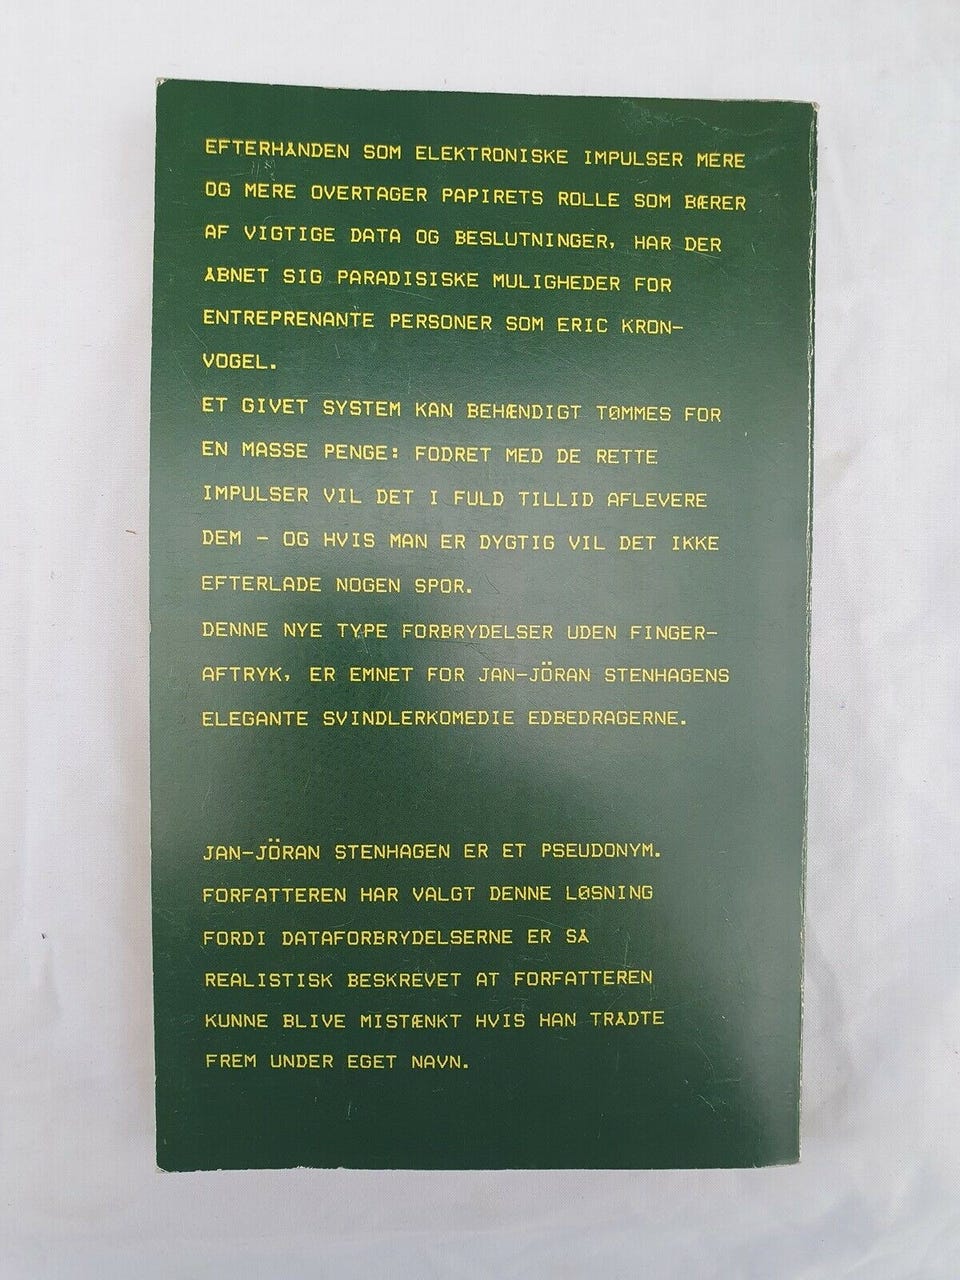 EFTERHÅNDEN SOM ELEKTRONISKE IMPULSER MERE
OG MERE OVERTAGER PAPIRETS ROLLE SOM BÆRER
AF VIGTIGE DATA OG BESLUTNINGER, HAR DER
ÅBNET SIG PARADISISKE MULIGHEDER FOR
ENTREPRENANTE PERSONER SOM ERIC KRON-
VOGEL.
ET GIVET SYSTEM KAN BEHÆNDIGT TØMMES FOR
EN MASSE PENGE: FODRET MED DE RETTE
IMPULSER VIL DET I FULD TILLID AFLEVERE
DEM - OG HVIS MAN ER DYGTIG VIL DET IKKE
EFTERLADE NOGEN SPOR.
DENNE NYE TYPE FORBRYDELSER UDEN FINGER-
AFTRYK, ER EMNET FOR JAN-JÖRAN STENHAGENS
ELEGANTE SVINDLERKOMEDIE EDBEDRAGERNE.
JAN-JÖRAN STENHAGEN ER ET PSEUDONYM.
FORFATTEREN HAR VALGT DENNE LØSNING
FORDI DATAFORBRYDELSERNE ER SÅ
REALISTISK BESKREVET AT FORFATTEREN
KUNNE BLIVE MISTÆNKT HVIS HAN TRÅDTE
FREM UNDER EGET NAVN.